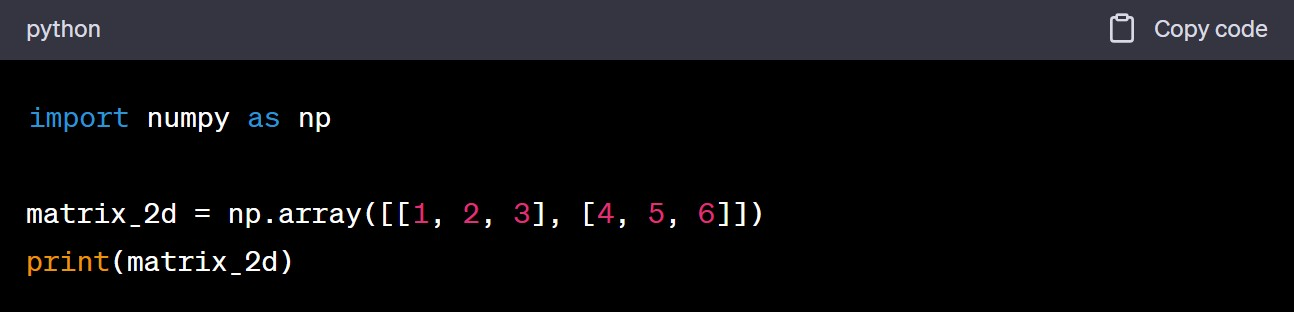 python
Copy code
import numpy as np
matrix_2d = np.array([[1, 2, 3], [4, 5, 6]])
print(matrix_2d)